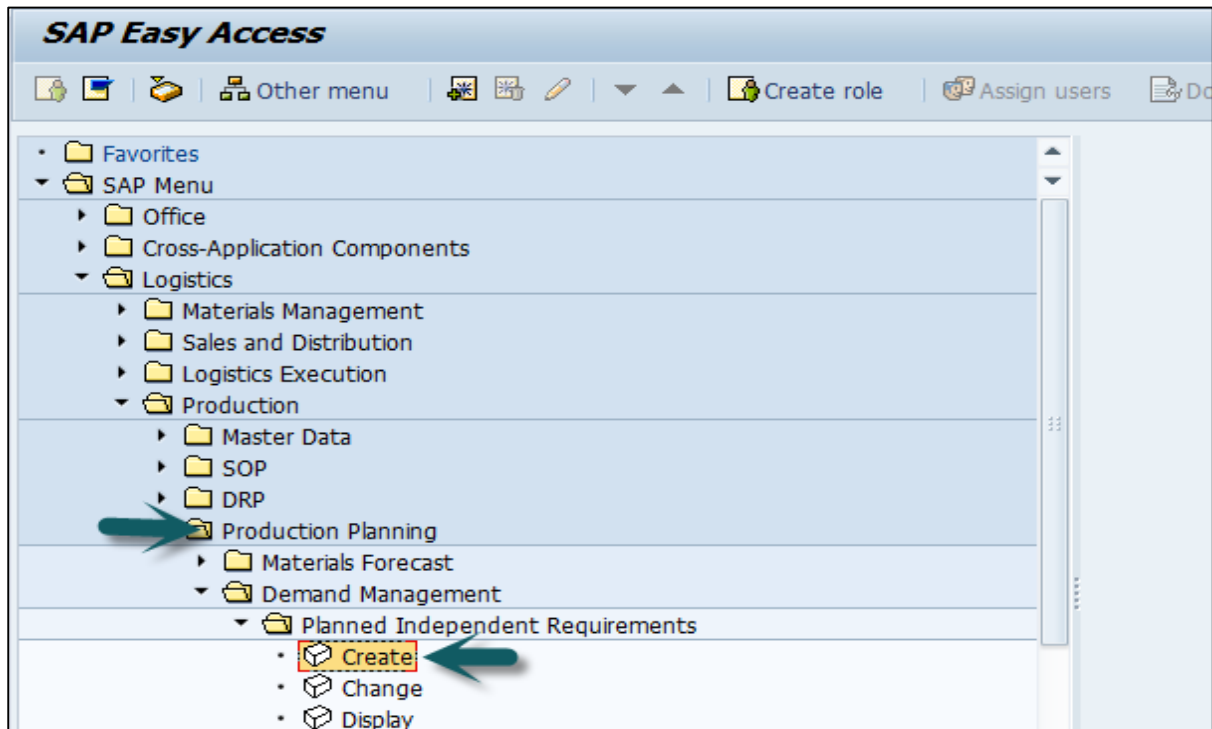 SAP Easy Access
Other menu Create role Assign users Do
Favorites
SAP Menu
Office
Cross-Application Components
Logistics
Materials Management
Sales and Distribution
Logistics Execution
Production
Master Data
SOP
DRP
Production Planning
Materials Forecast
Demand Management
Planned Independent Requirements
Create
Change
Display